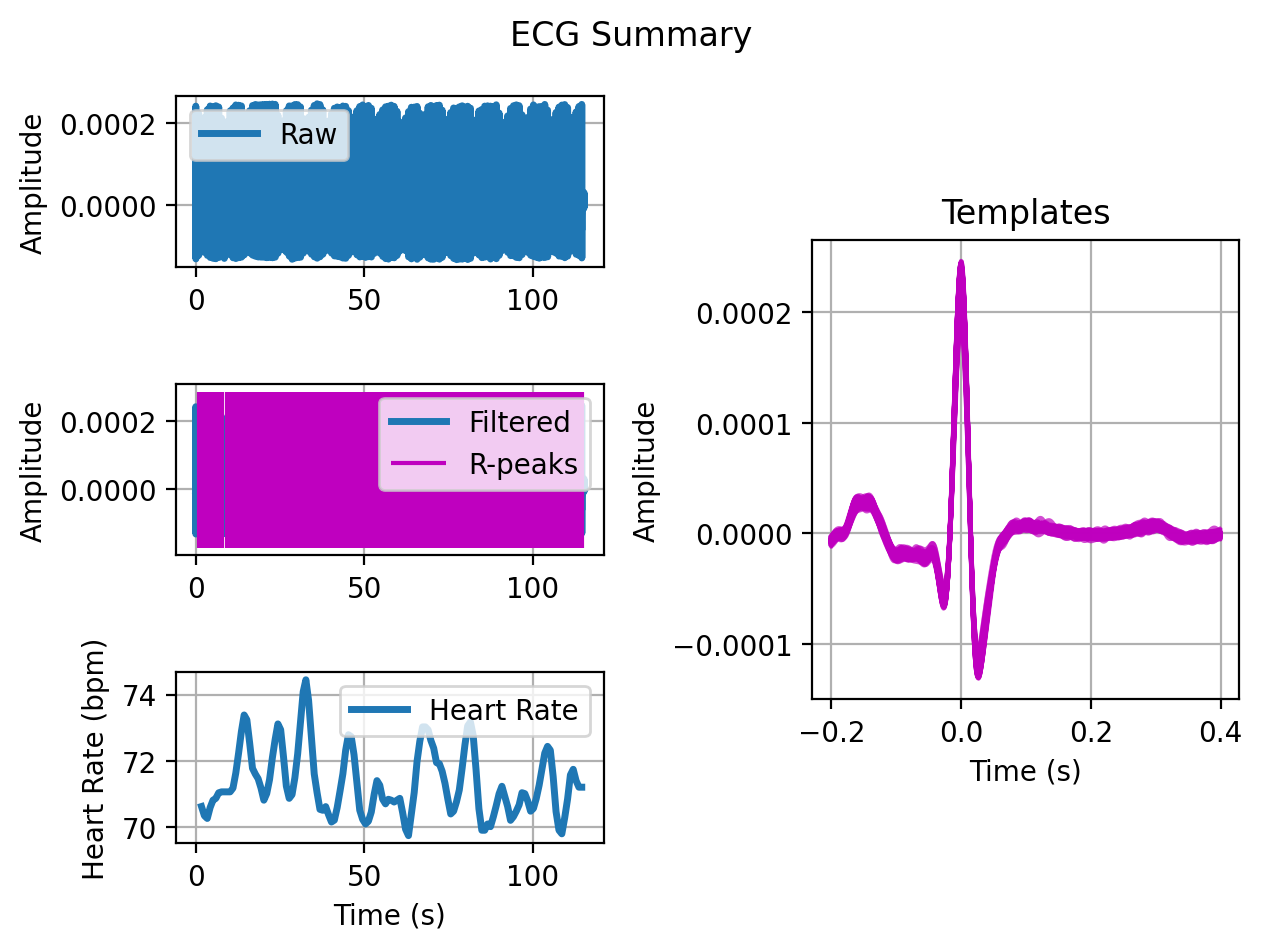 ECG Summary
Amplitude
0.0002
0.0000
Raw
0
50
100
Amplitude
0.0002
0.0000
Filtered
R-peaks
0
50
100
Heart Rate (bpm)
74
72
70
Heart Rate
0
50
100
Time (s)
Templates
Amplitude
0.0002
0.0001
0.0000
−0.0001
−0.2
0.0
0.2
0.4
Time (s)